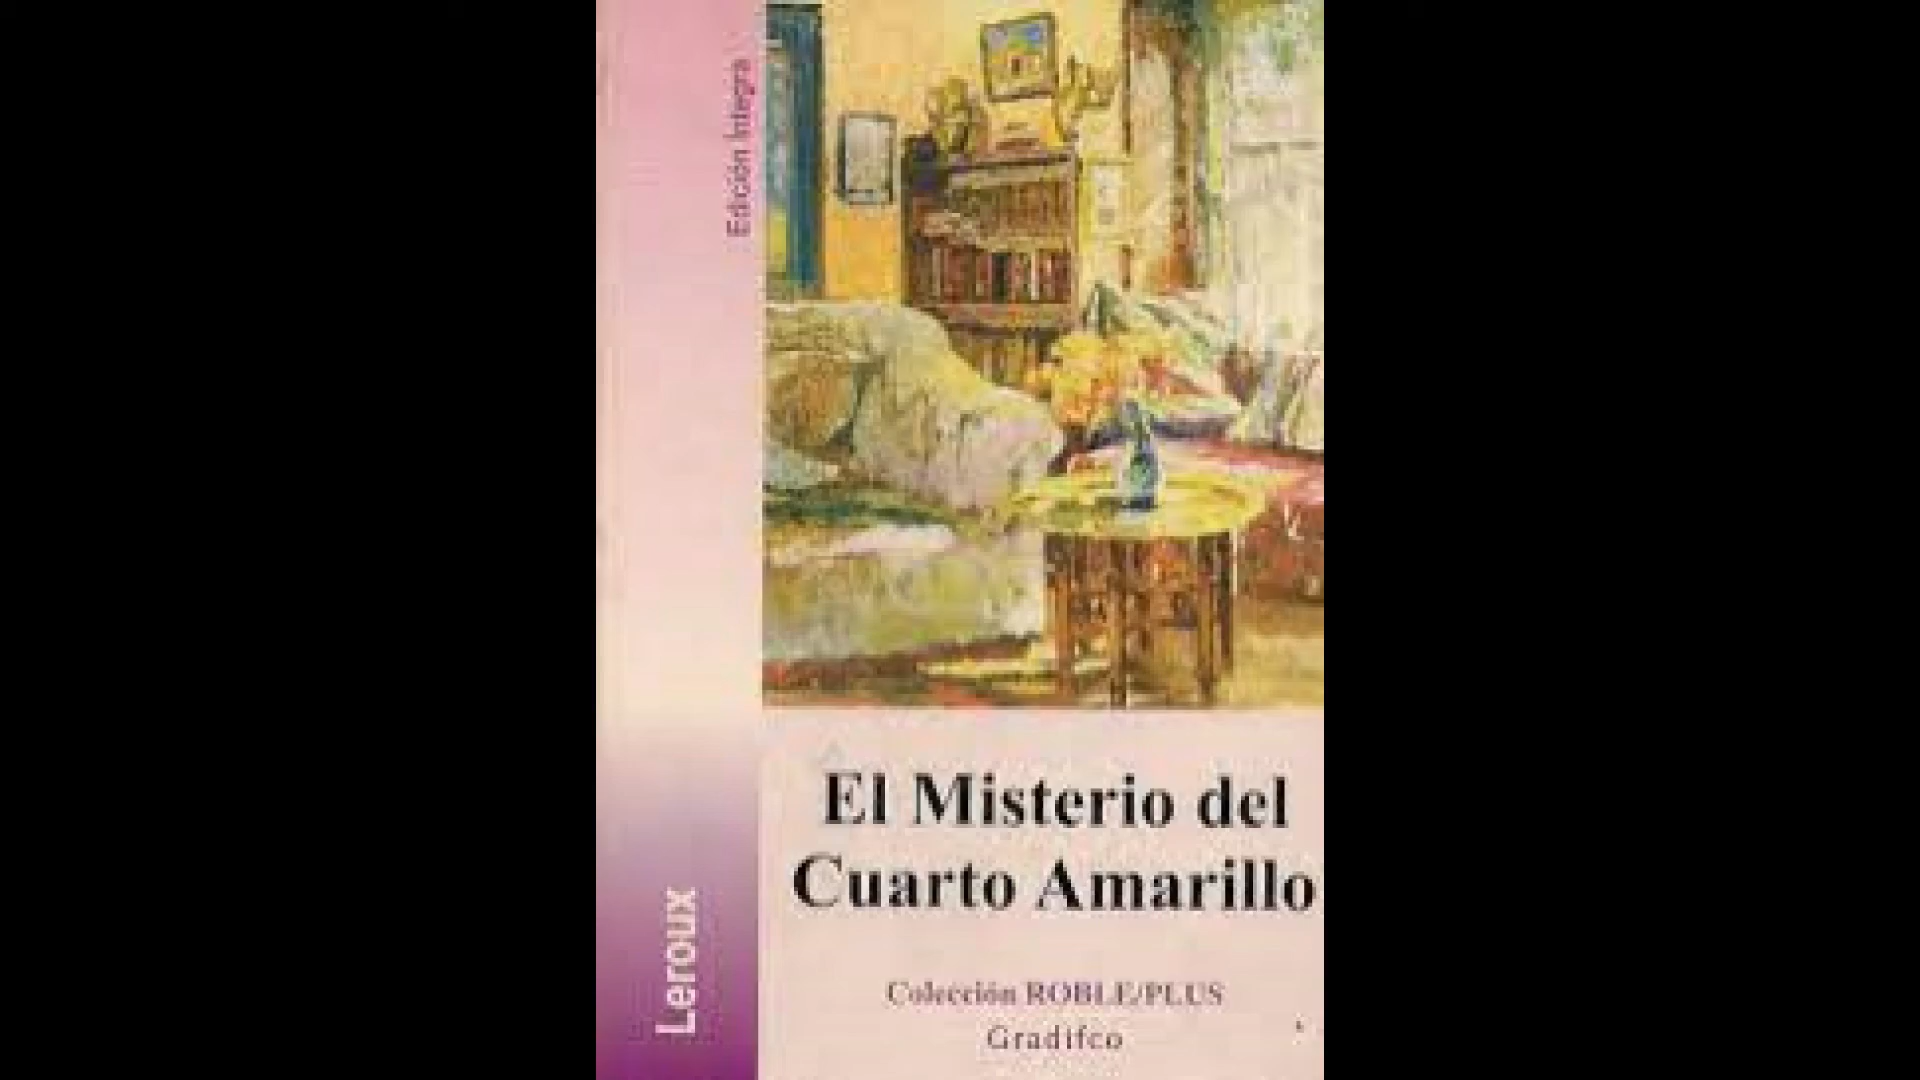 Edición Integra
El Misterio del
Cuarto Amarillo
Leroux
Colección ROBLE/PLUS
Gradifco